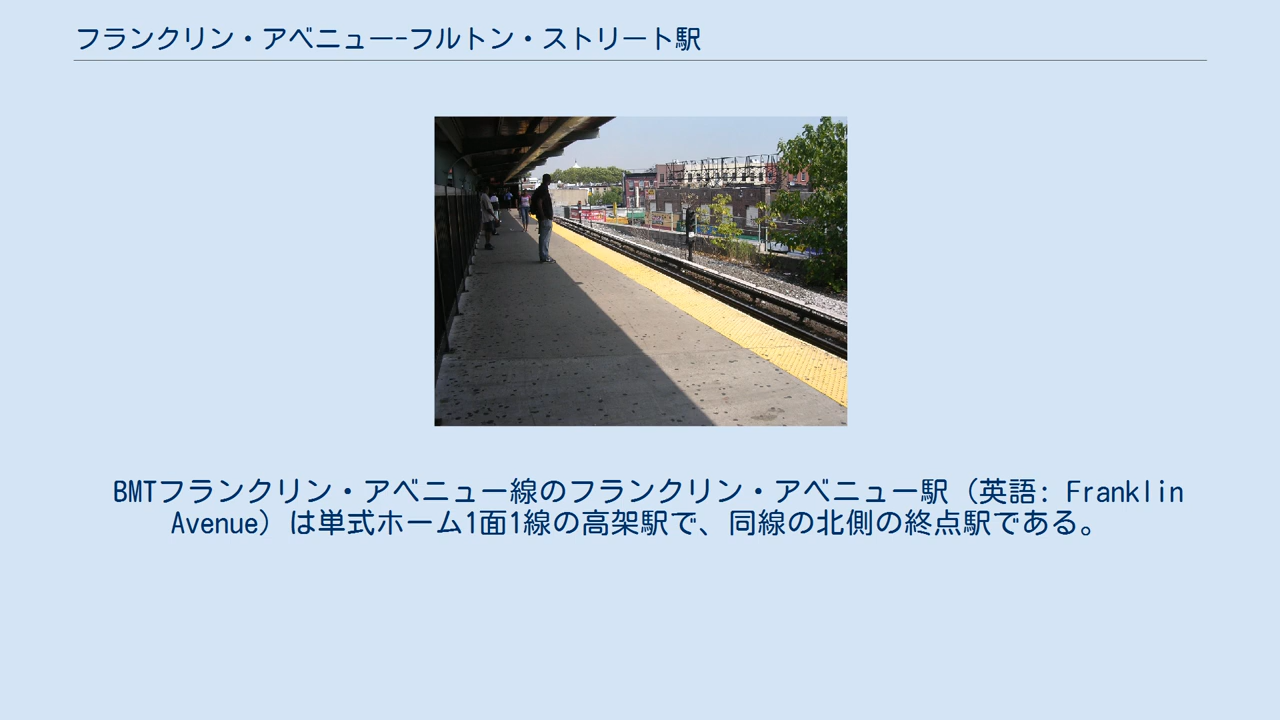 フランクリン・アベニュー-フルトン・ストリート駅
BMTフランクリン・アベニュー線のフランクリン・アベニュー駅（英語: Franklin
Avenue）は単式ホーム1面1線の高架駅で、同線の北側の終点駅である。